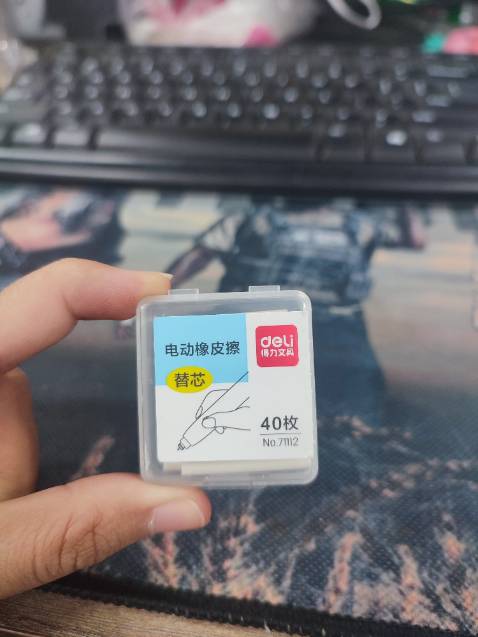 电动橡皮擦
deli
得力文具
替芯
40枚
No.71112